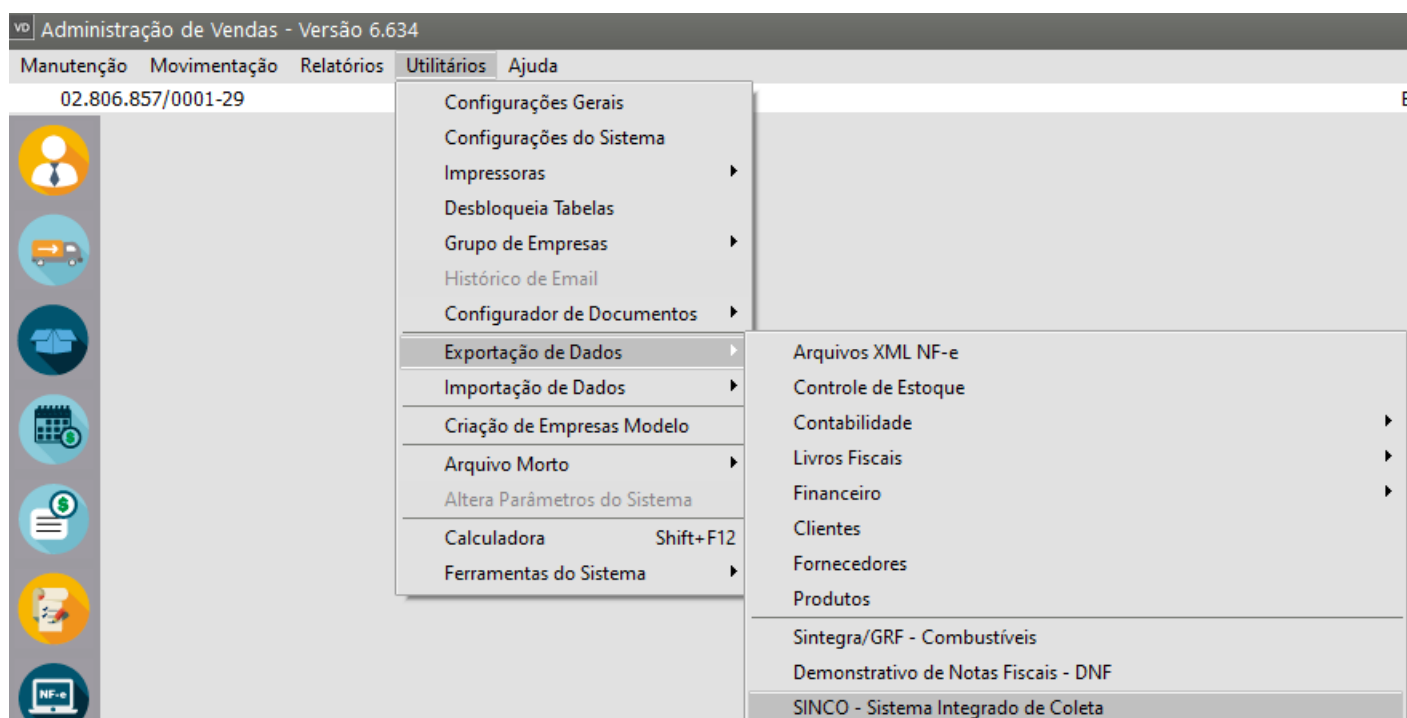 VD Administração de Vendas - Versão 6.634
Manutenção Movimentação Relatórios Utilitários Ajuda
02.806.857/0001-29
Configurações Gerais
Configurações do Sistema
Impressoras
Desbloqueia Tabelas
Grupo de Empresas
Histórico de Email
Configurador de Documentos
Exportação de Dados
Importação de Dados
Criação de Empresas Modelo
Arquivo Morto
Altera Parâmetros do Sistema
Calculadora Shift+F12
Ferramentas do Sistema
Arquivos XML NF-e
Controle de Estoque
Contabilidade
Livros Fiscais
Financeiro
Clientes
Fornecedores
Produtos
Sintegra/GRF - Combustíveis
Demonstrativo de Notas Fiscais - DNF
SINCO - Sistema Integrado de Coleta
NF-e